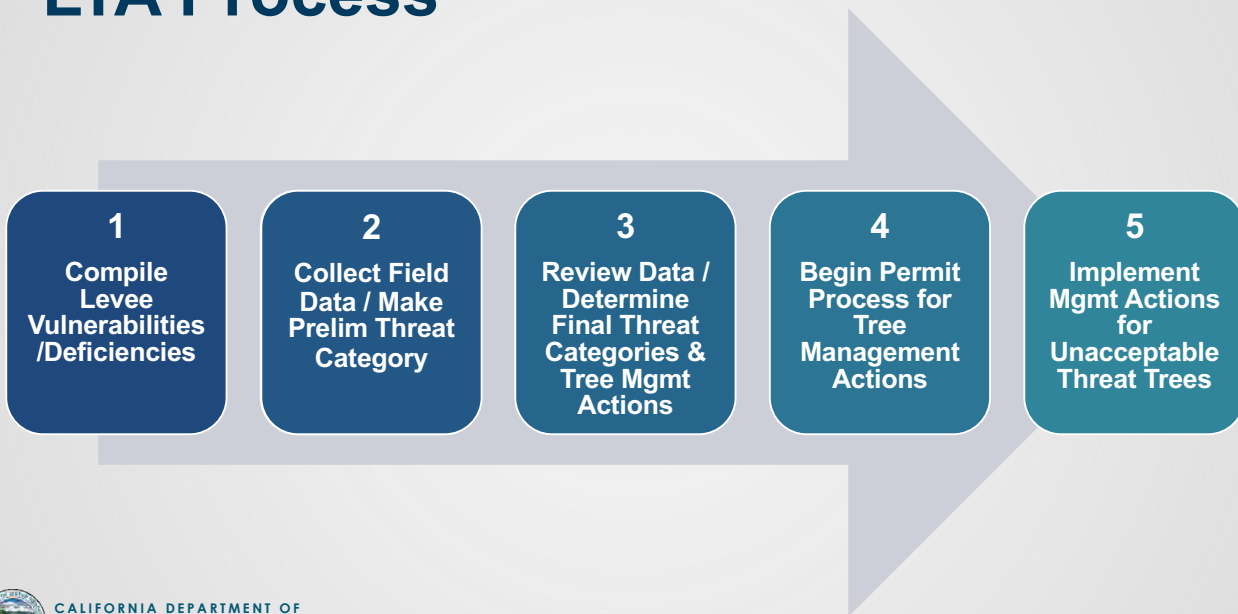 LTA Process
1
Compile
Levee
Vulnerabilities
/Deficiencies
2
Collect Field
Data / Make
Prelim Threat
Category
3
Review Data /
Determine
Final Threat
Categories &
Tree Mgmt
Actions
4
Begin Permit
Process for
Tree
Management
Actions
5
Implement
Mgmt Actions
for
Unacceptable
Threat Trees
CALIFORNIA DEPARTMENT OF